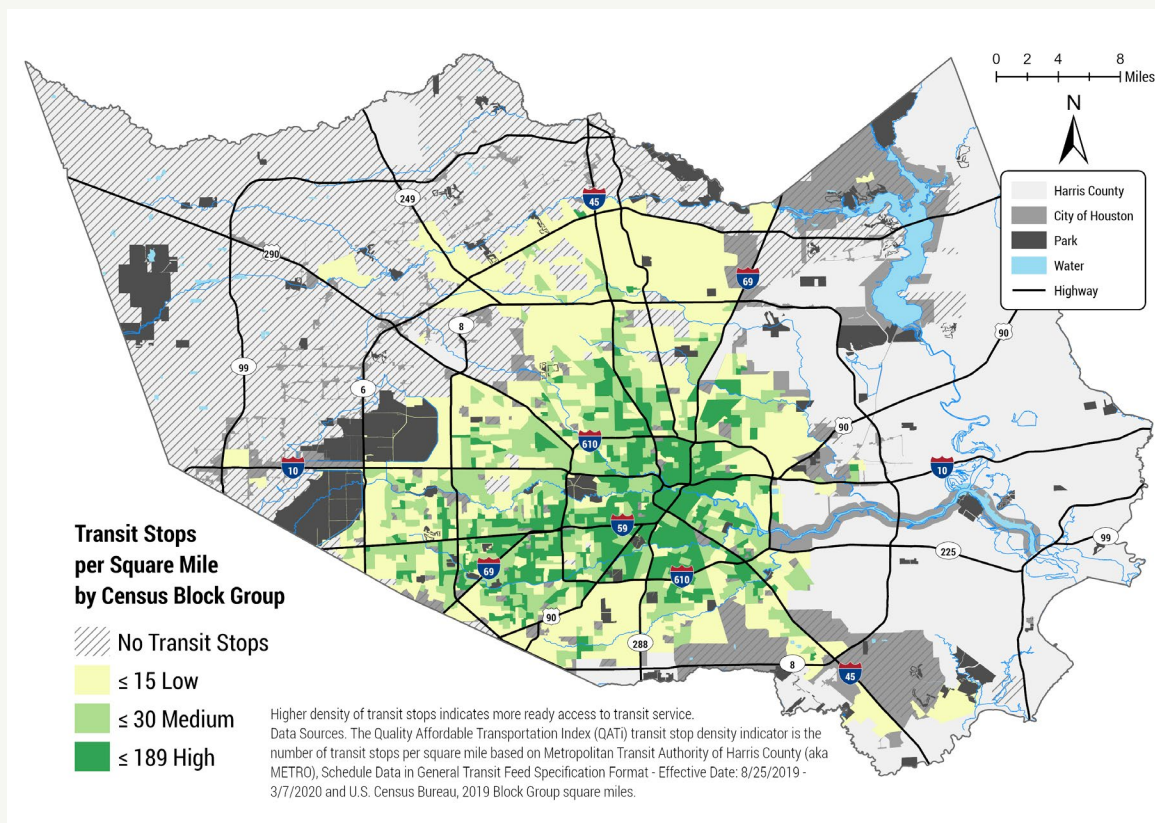 0 2 4 8
Miles
N
Harris County
City of Houston
Park
Water
Highway
45
249
290
69
8
99
6
90
610
90
10
10
59
99
225
69
610
90
288
8
45
Transit Stops
per Square Mile
by Census Block Group
No Transit Stops
≤ 15 Low
≤ 30 Medium
≤ 189 High
Higher density of transit stops indicates more ready access to transit service.
Data Sources. The Quality Affordable Transportation Index (QATi) transit stop density indicator is the
number of transit stops per square mile based on Metropolitan Transit Authority of Harris County (aka
METRO), Schedule Data in General Transit Feed Specification Format - Effective Date: 8/25/2019 -
3/7/2020 and U.S. Census Bureau, 2019 Block Group square miles.